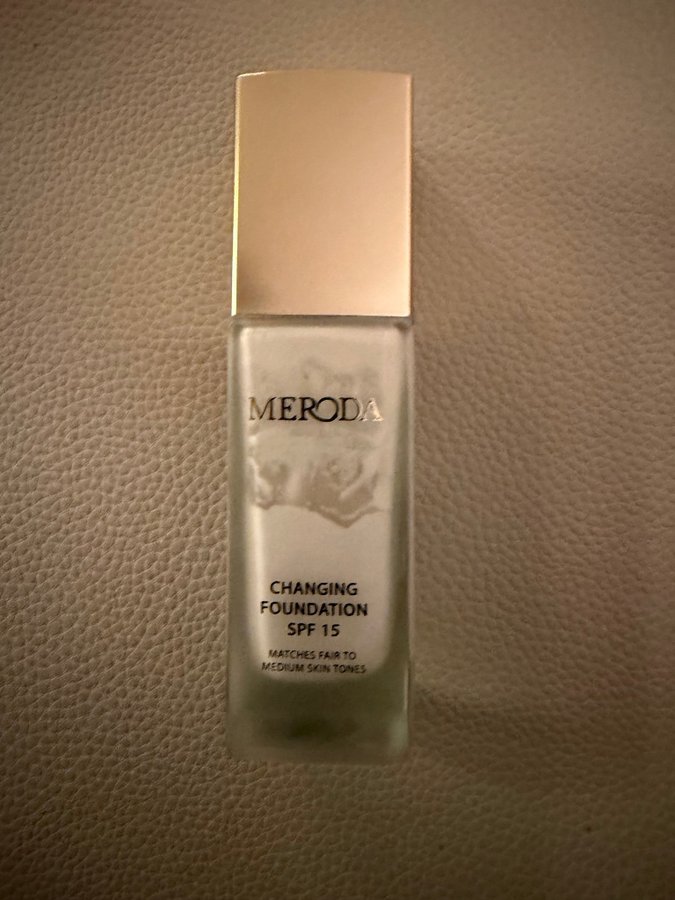 MERODA
CHANGING
FOUNDATION
SPF 15
MATCHES FAIR TO
MEDIUM SKIN TONES